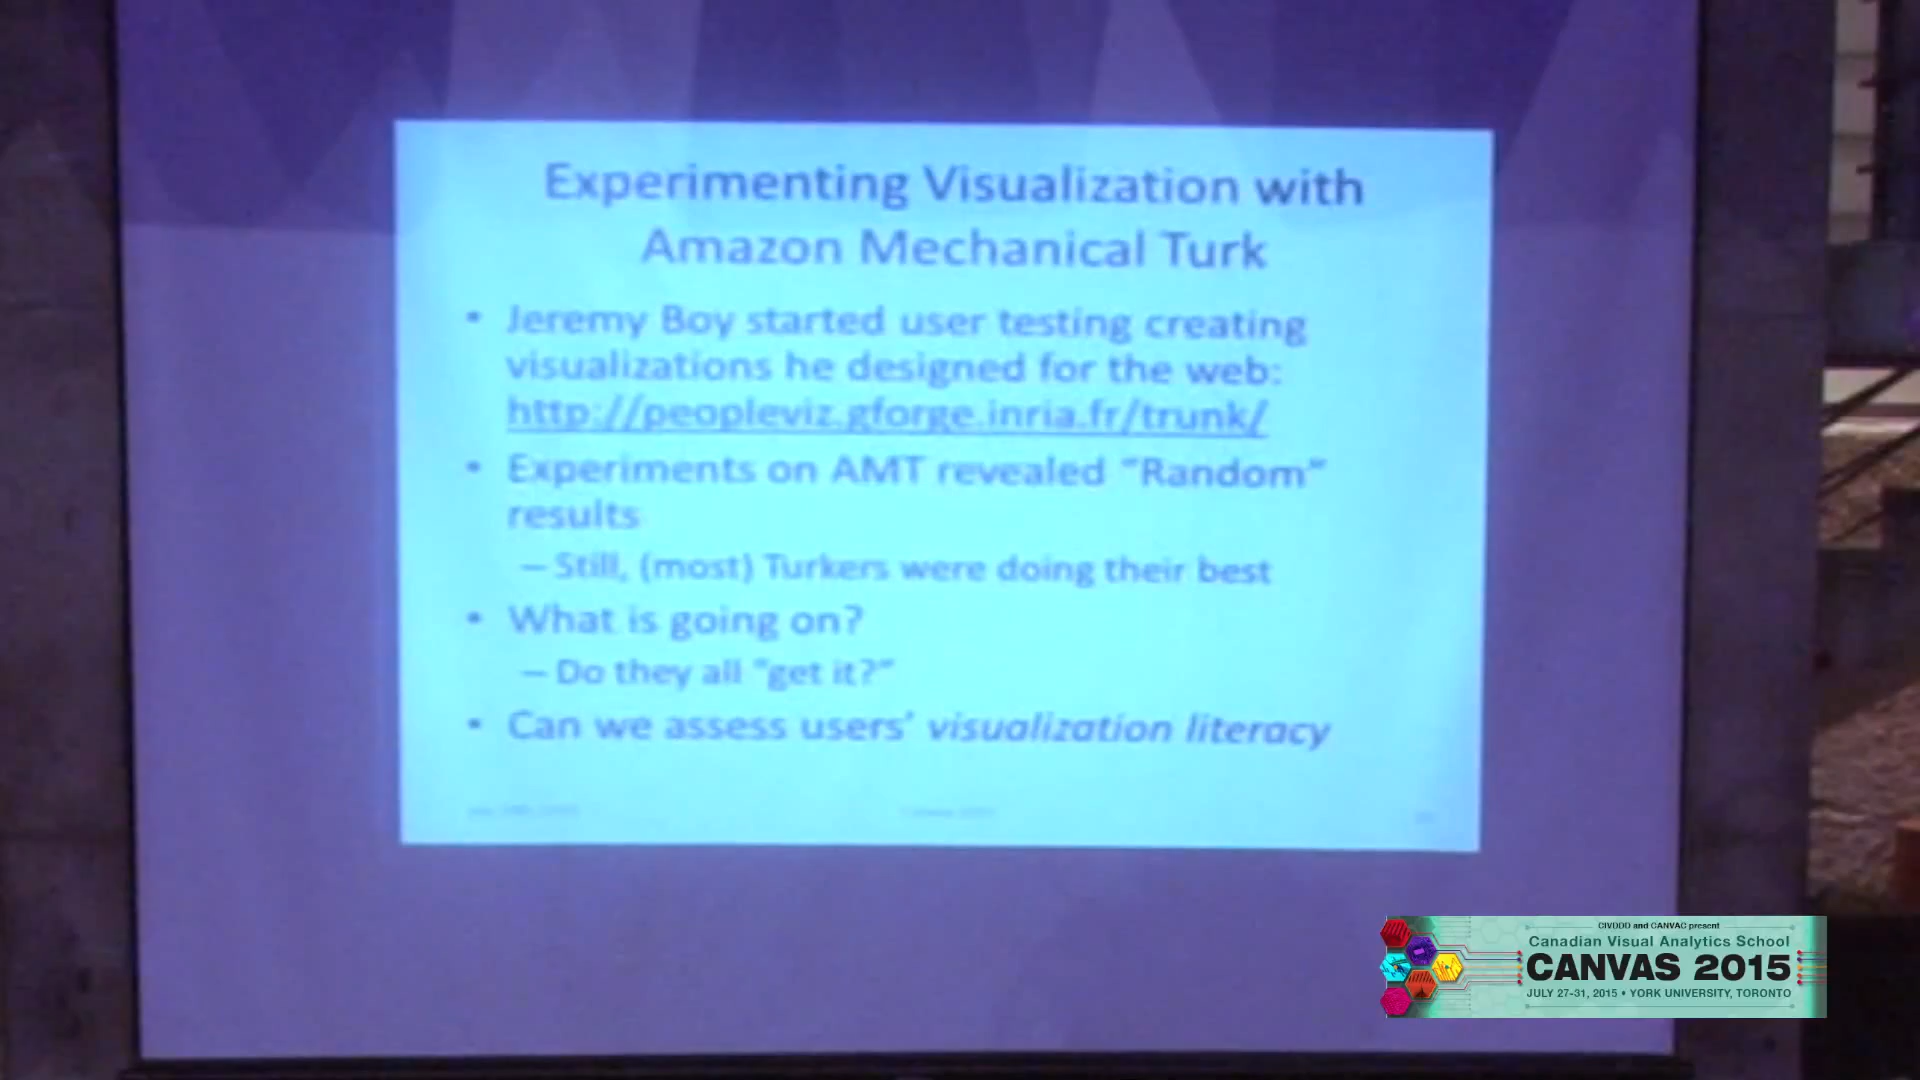 Experimenting Visualization with
Amazon Mechanical Turk
• Jeremy Boy started user testing creating
visualizations he designed for the web:
http://peopleviz.gforge.inria.fr/trunk/
• Experiments on AMT revealed "Random"
results
– Still, (most) Turkers were doing their best
• What is going on?
– Do they all "get it?"
• Can we assess users' visualization literacy
CIVDDD and CANVAC present
Canadian Visual Analytics School
CANVAS 2015
JULY 27-31, 2015 • YORK UNIVERSITY, TORONTO